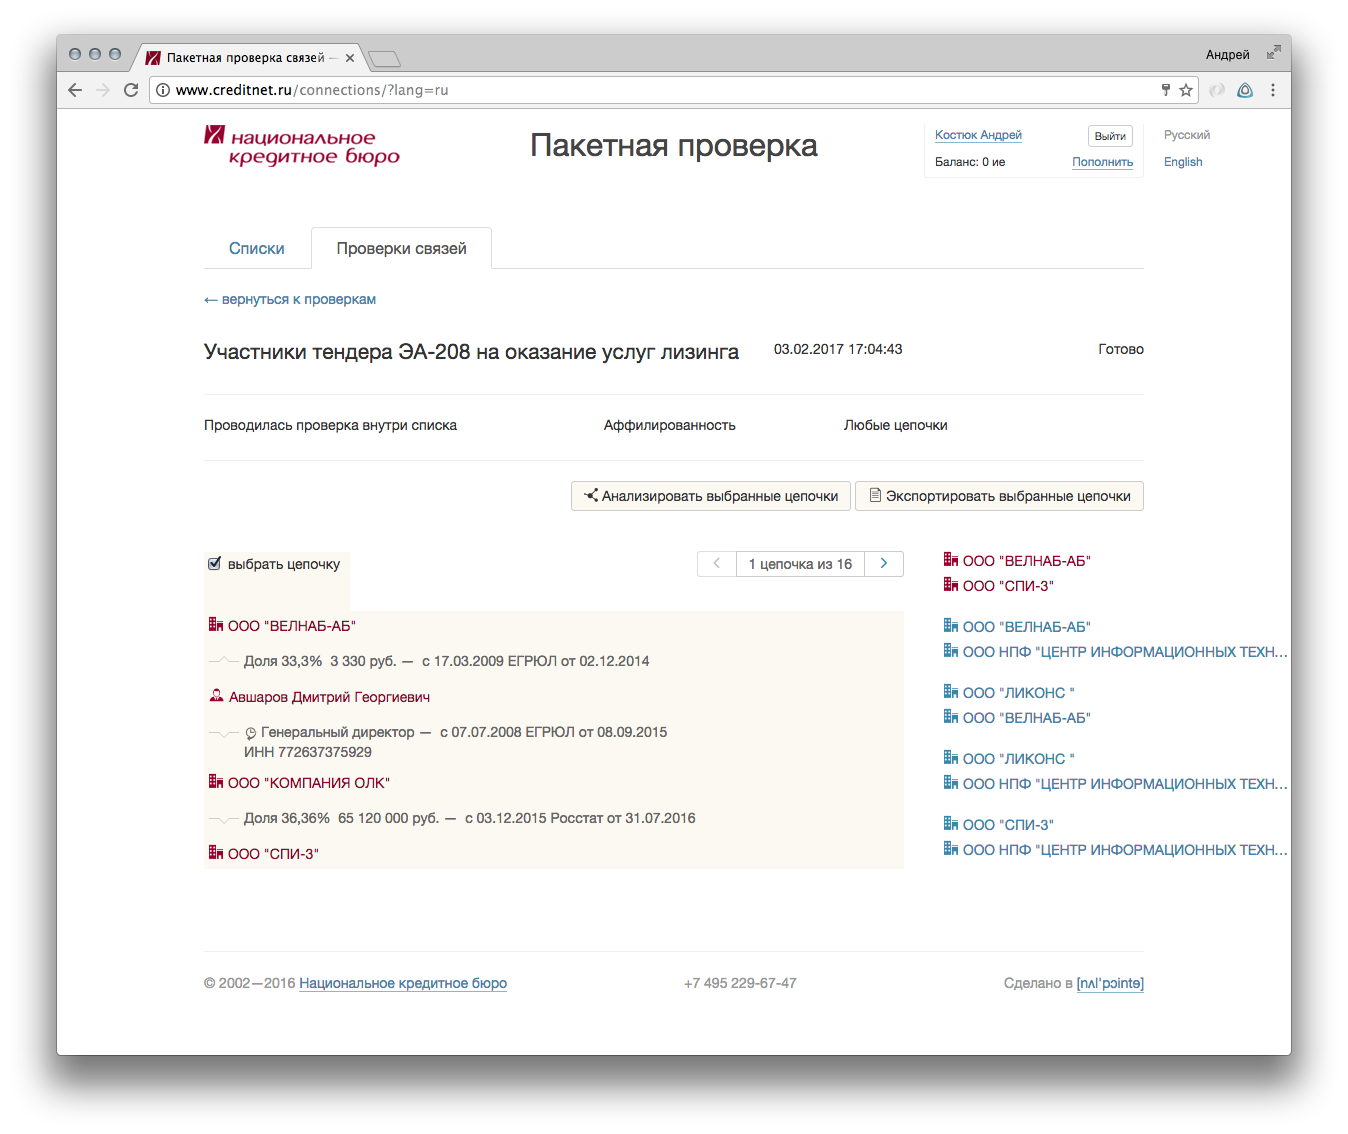 Пакетная проверка связей —
Андрей
www.creditnet.ru/connections/?lang=ru
национальное
кредитное бюро
Пакетная проверка
Костюк Андрей
Выйти
Русский
Баланс: 0 ие
Пополнить
English
Списки
Проверки связей
← вернуться к проверкам
Участники тендера ЭА-208 на оказание услуг лизинга
03.02.2017 17:04:43
Готово
Проводилась проверка внутри списка
Аффилированность
Любые цепочки
Анализировать выбранные цепочки
Экспортировать выбранные цепочки
выбрать цепочку
1 цепочка из 16
ООО "ВЕЛНАБ-АБ"
Доля 33,3% 3 330 руб. — с 17.03.2009 ЕГРЮЛ от 02.12.2014
Авшаров Дмитрий Георгиевич
Генеральный директор — с 07.07.2008 ЕГРЮЛ от 08.09.2015
ИНН 772637375929
ООО "КОМПАНИЯ ОЛК"
Доля 36,36% 65 120 000 руб. — с 03.12.2015 Росстат от 31.07.2016
ООО "СПИ-3"
ООО "ВЕЛНАБ-АБ"
ООО "СПИ-3"
ООО "ВЕЛНАБ-АБ"
ООО НПФ "ЦЕНТР ИНФОРМАЦИОННЫХ ТЕХН...
ООО "ЛИКОНС "
ООО "ВЕЛНАБ-АБ"
ООО "ЛИКОНС "
ООО НПФ "ЦЕНТР ИНФОРМАЦИОННЫХ ТЕХН...
ООО "СПИ-3"
ООО НПФ "ЦЕНТР ИНФОРМАЦИОННЫХ ТЕХН...
© 2002—2016 Национальное кредитное бюро
+7 495 229-67-47
Сделано в [nʌl'pɔintɵ]